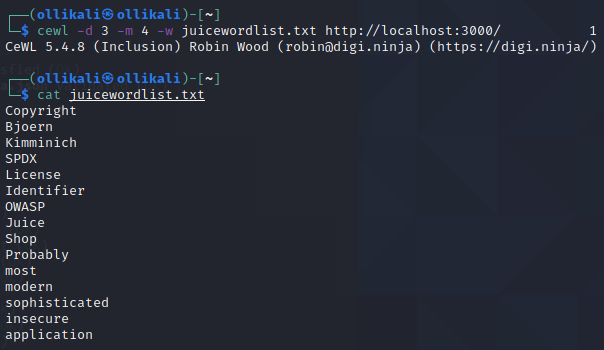 ┌──(ollikali㉿ollikali)-[~]
└─$ cewl -d 3 -m 4 -w juicewordlist.txt http://localhost:3000/ 1
CeWL 5.4.8 (Inclusion) Robin Wood (robin@digi.ninja) (https://digi.ninja/)
┌──(ollikali㉿ollikali)-[~]
└─$ cat juicewordlist.txt
Copyright
Bjoern
Kimminich
SPDX
License
Identifier
OWASP
Juice
Shop
Probably
most
modern
sophisticated
insecure
application